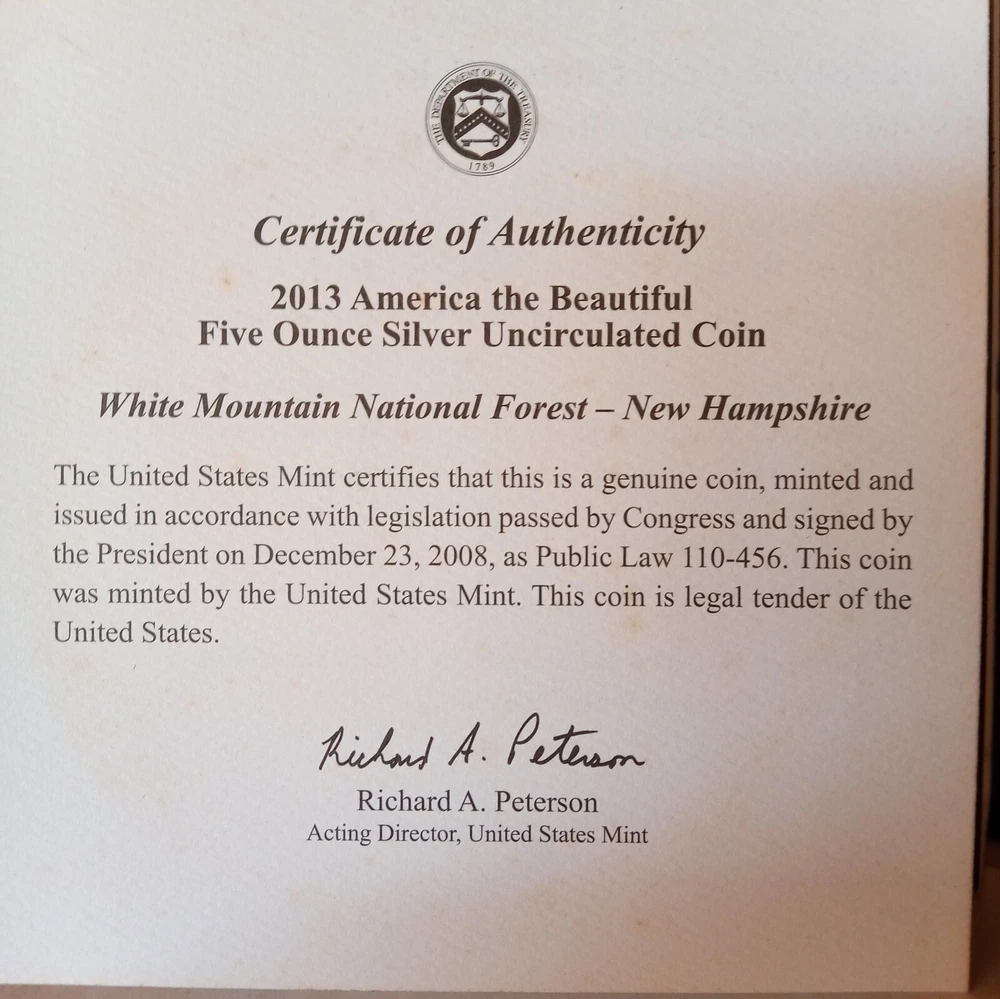 THE DEPARTMENT OF THE TREASURY
1789
Certificate of Authenticity
2013 America the Beautiful
Five Ounce Silver Uncirculated Coin
White Mountain National Forest – New Hampshire
The United States Mint certifies that this is a genuine coin, minted and
issued in accordance with legislation passed by Congress and signed by
the President on December 23, 2008, as Public Law 110-456. This coin
was minted by the United States Mint. This coin is legal tender of the
United States.
Richard A. Peterson
Richard A. Peterson
Acting Director, United States Mint